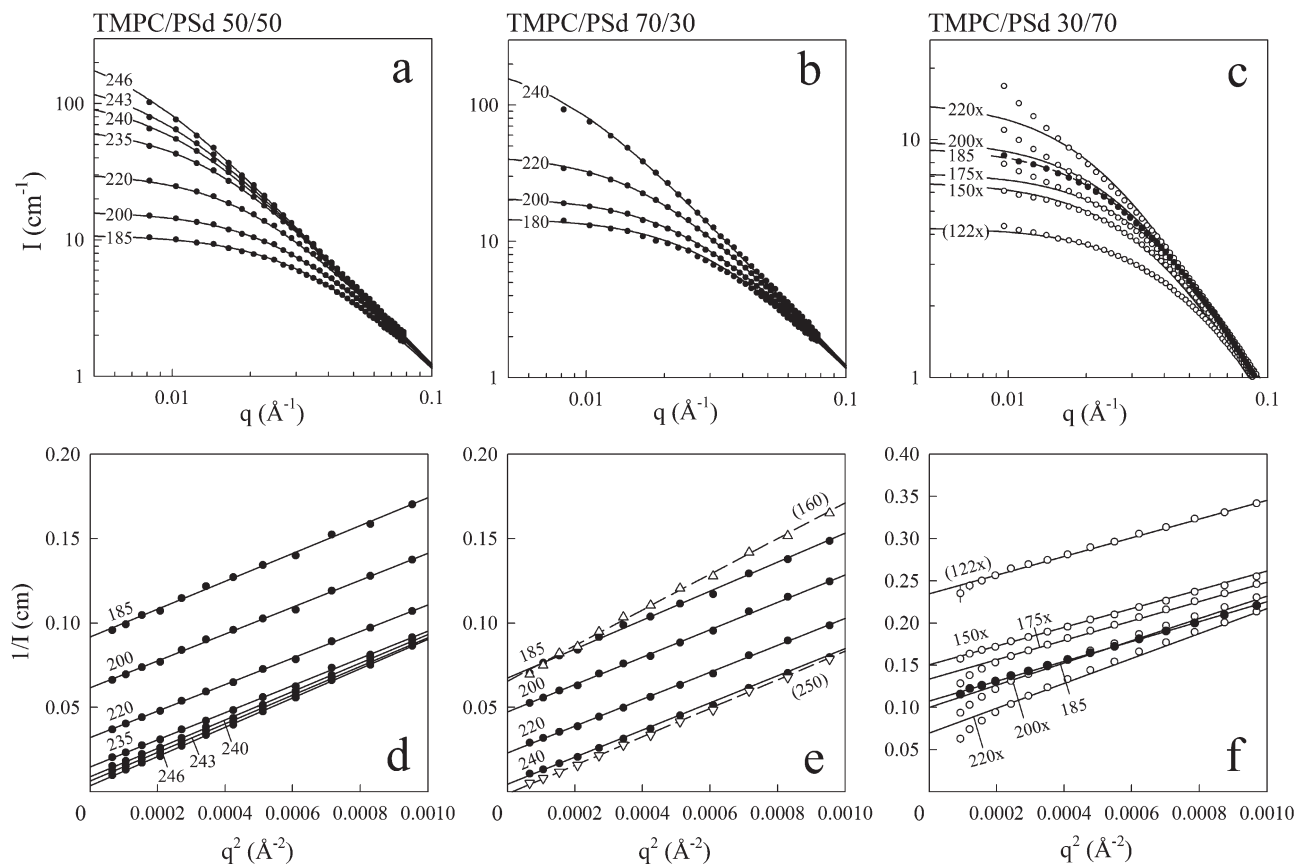 TMPC/PSd 50/50
TMPC/PSd 70/30
TMPC/PSd 30/70
a
246
243
240
235
220
200
185
100
10
1
I (cm⁻¹)
0.01
0.1
q (Å⁻¹)
b
240
220
200
180
100
10
1
0.01
0.1
q (Å⁻¹)
c
220x
200x
185
175x
150x
(122x)
10
1
0.01
0.1
q (Å⁻¹)
0.20
0.15
0.10
0.05
1/I (cm)
185
200
220
235
246
243
240
d
0
0.0002
0.0004
0.0006
0.0008
0.0010
q² (Å⁻²)
0.20
0.15
0.10
0.05
0.00
(160)
185
200
220
240
(250)
e
0
0.0002
0.0004
0.0006
0.0008
0.0010
q² (Å⁻²)
0.40
0.35
0.30
0.25
0.20
0.15
0.10
0.05
(122x)
150x
175x
185
200x
220x
f
0
0.0002
0.0004
0.0006
0.0008
0.0010
q² (Å⁻²)